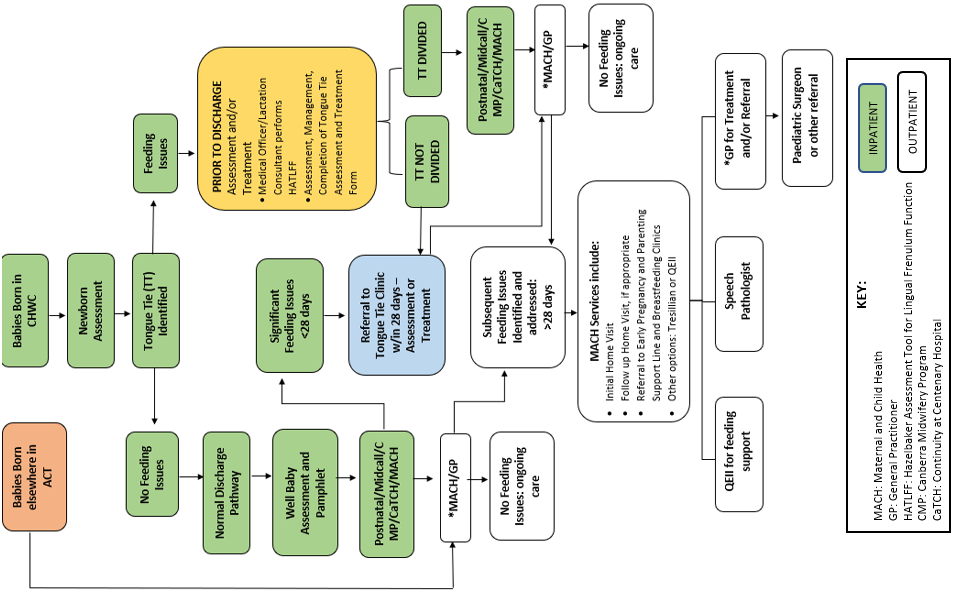 Babies Born
elsewhere in
ACT
Babies Born in
CHWC
Newborn
Assessment
Tongue Tie (TT)
Identified
No Feeding
Issues
Normal Discharge
Pathway
Well Baby
Assessment and
Pamphlet
Postnatal/Midcall/C
MP/CaTCH/MACH
*MACH/GP
No Feeding
Issues: ongoing
care
Feeding
Issues
PRIOR TO DISCHARGE
Assessment and/or
Treatment
• Medical Officer/Lactation
Consultant performs
HATLFF
• Assessment, Management,
Completion of Tongue Tie
Assessment and Treatment
Form
TT NOT
DIVIDED
TT DIVIDED
Postnatal/Midcall/C
MP/CaTCH/MACH
*MACH/GP
No Feeding
Issues: ongoing
care
Significant
Feeding Issues
<28 days
Referral to
Tongue Tie Clinic
w/in 28 days –
Assessment or
Treatment
Subsequent
Feeding Issues
Identified and
addressed:
>28 days
MACH Services include:
• Initial Home Visit
• Follow up Home Visit, if appropriate
• Referral to Early Pregnancy and Parenting
Support Line and Breastfeeding Clinics
• Other options: Tresillian or QEII
QEII for feeding
support
Speech
Pathologist
*GP for Treatment
and/or Referral
Paediatric Surgeon
or other referral
KEY:
INPATIENT
OUTPATIENT
MACH: Maternal and Child Health
GP: General Practitioner
HATLFF: Hazelbaker Assessment Tool for Lingual Frenulum Function
CMP: Canberra Midwifery Program
CaTCH: Continuity at Centenary Hospital